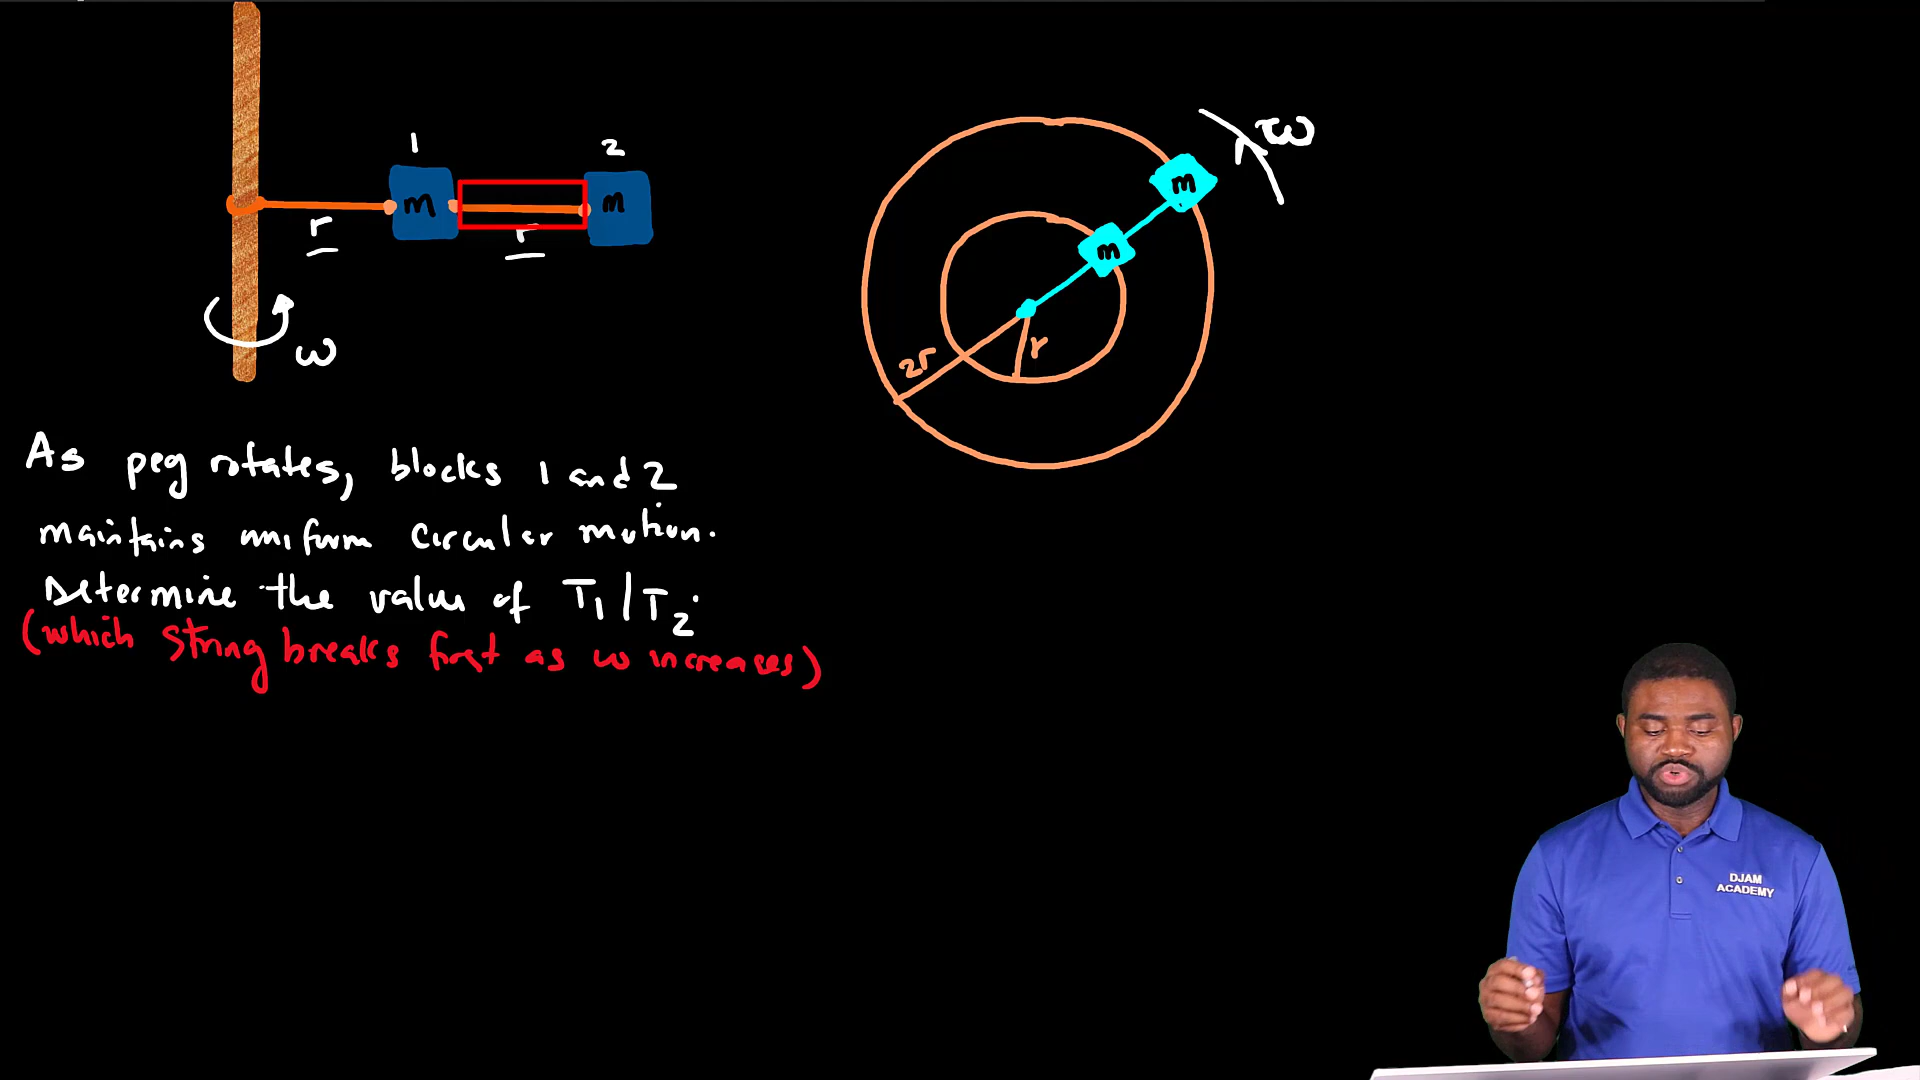 1
2
m
m
r
r
ω
m
m
2r
r
ω
As peg rotates, blocks 1 and 2
maintains uniform circular motion.
Determine the value of T₁/T₂.
(which string breaks first as ω increases)
DJAM
ACADEMY